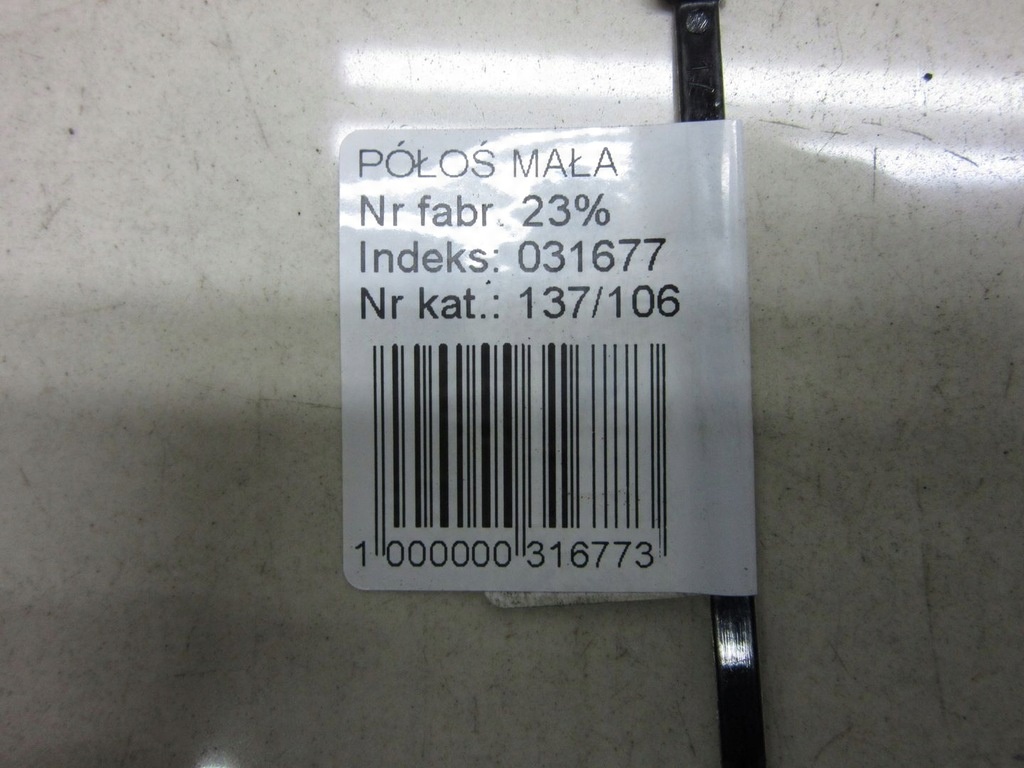 PÓŁOŚ MAŁA
Nr fabr. 23%
Indeks: 031677
Nr kat.: 137/106
1 000000 316773